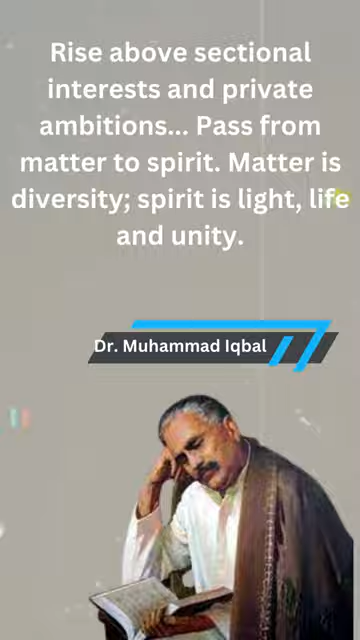 Rise above sectional
interests and private
ambitions... Pass from
matter to spirit. Matter is
diversity; spirit is light, life
and unity.
Dr. Muhammad Iqbal